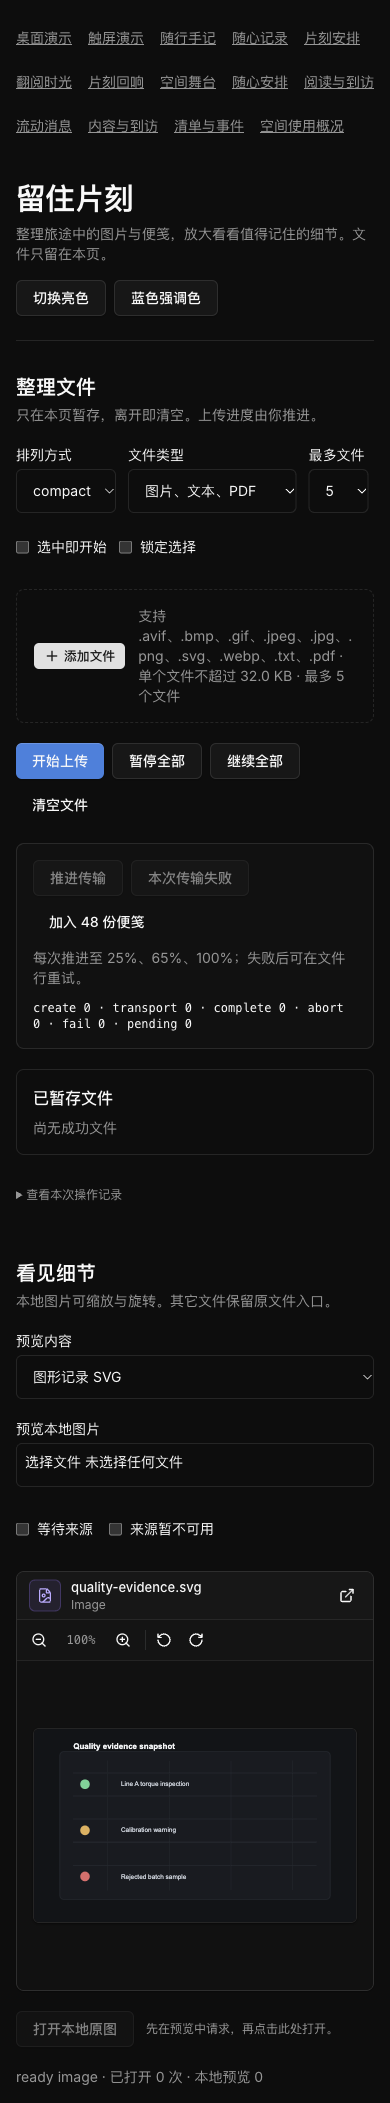 桌面演示 触屏演示 随行手记 随心记录 片刻安排
翻阅时光 片刻回响 空间舞台 随心安排 阅读与到访
流动消息 内容与到访 清单与事件 空间使用概况
留住片刻
整理旅途中的图片与便笺，放大看看值得记住的细节。文
件只留在本页。
切换亮色 蓝色强调色
整理文件
只在本页暂存，离开即清空。上传进度由你推进。
排列方式 文件类型 最多文件
compact 图片、文本、PDF 5
选中即开始 锁定选择
添加文件
支持
.avif、.bmp、.gif、.jpeg、.jpg、.
png、.svg、.webp、.txt、.pdf ·
单个文件不超过 32.0 KB · 最多 5
个文件
开始上传 暂停全部 继续全部
清空文件
推进传输 本次传输失败
加入 48 份便笺
每次推进至 25%、65%、100%；失败后可在文件
行重试。
create 0 · transport 0 · complete 0 · abort
0 · fail 0 · pending 0
已暂存文件
尚无成功文件
查看本次操作记录
看见细节
本地图片可缩放与旋转。其它文件保留原文件入口。
预览内容
图形记录 SVG
预览本地图片
选择文件 未选择任何文件
等待来源 来源暂不可用
quality-evidence.svg
Image
100%
Quality evidence snapshot
Line A torque inspection
Calibration warning
Rejected batch sample
打开本地原图 先在预览中请求，再点击此处打开。
ready image · 已打开 0 次 · 本地预览 0